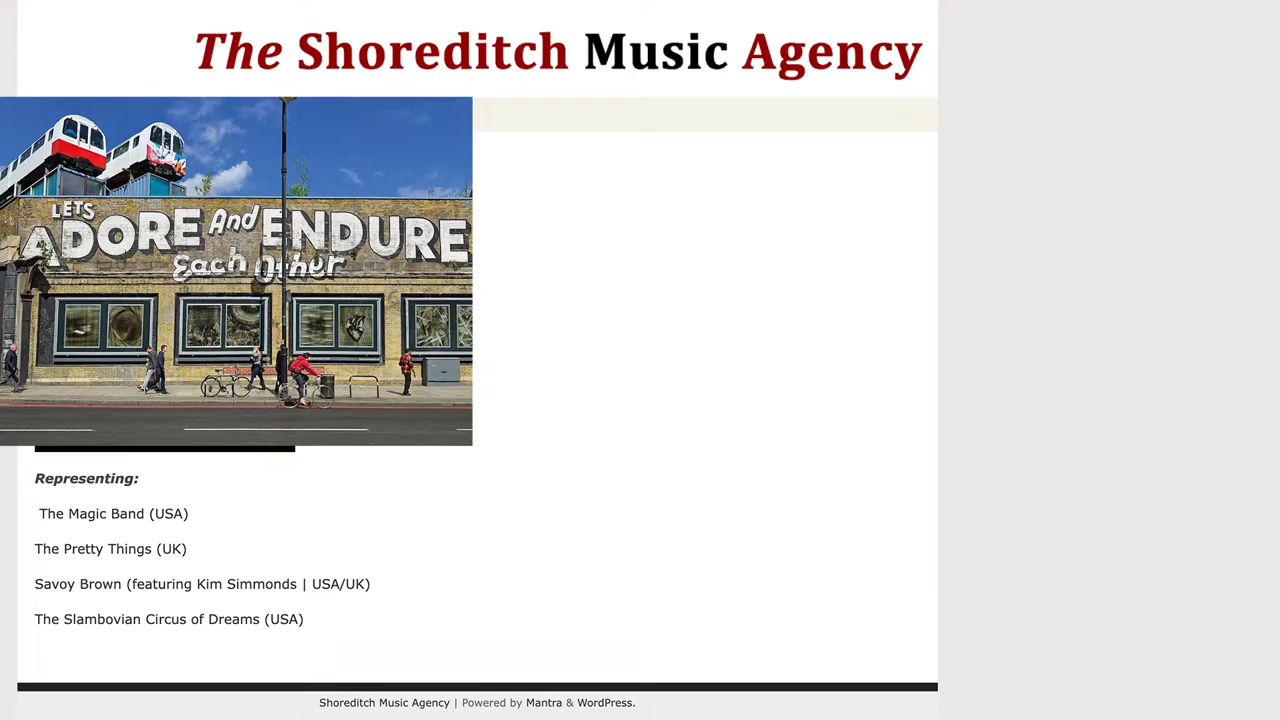 The Shoreditch Music Agency
LETS
ADORE And ENDURE
Each Other
Representing:
The Magic Band (USA)
The Pretty Things (UK)
Savoy Brown (featuring Kim Simmonds | USA/UK)
The Slambovian Circus of Dreams (USA)
Shoreditch Music Agency | Powered by Mantra & WordPress.